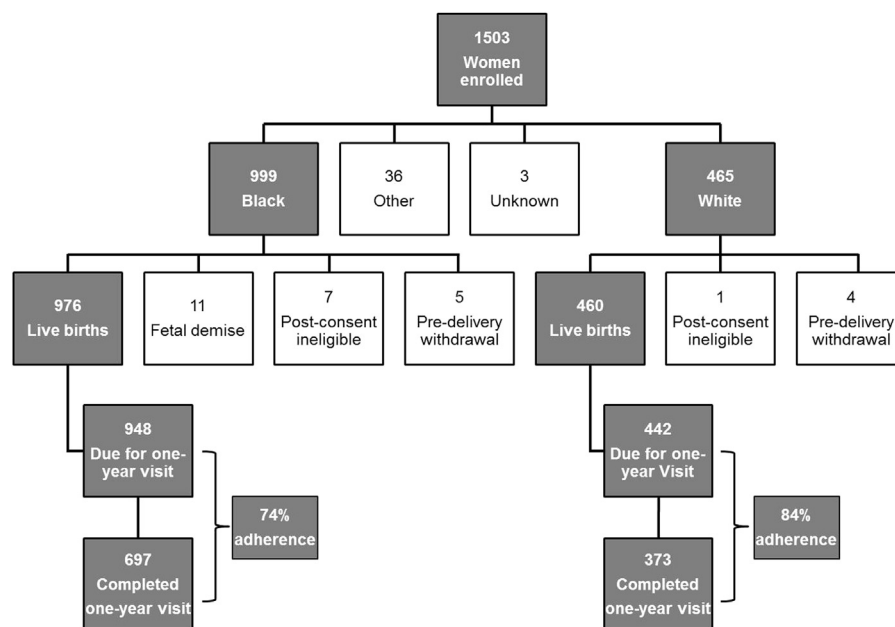 1503
Women
enrolled
999
Black
36
Other
3
Unknown
465
White
976
Live births
11
Fetal demise
7
Post-consent
ineligible
5
Pre-delivery
withdrawal
460
Live births
1
Post-consent
ineligible
4
Pre-delivery
withdrawal
948
Due for one-
year visit
74%
adherence
697
Completed
one-year visit
442
Due for one-
year Visit
84%
adherence
373
Completed
one-year visit